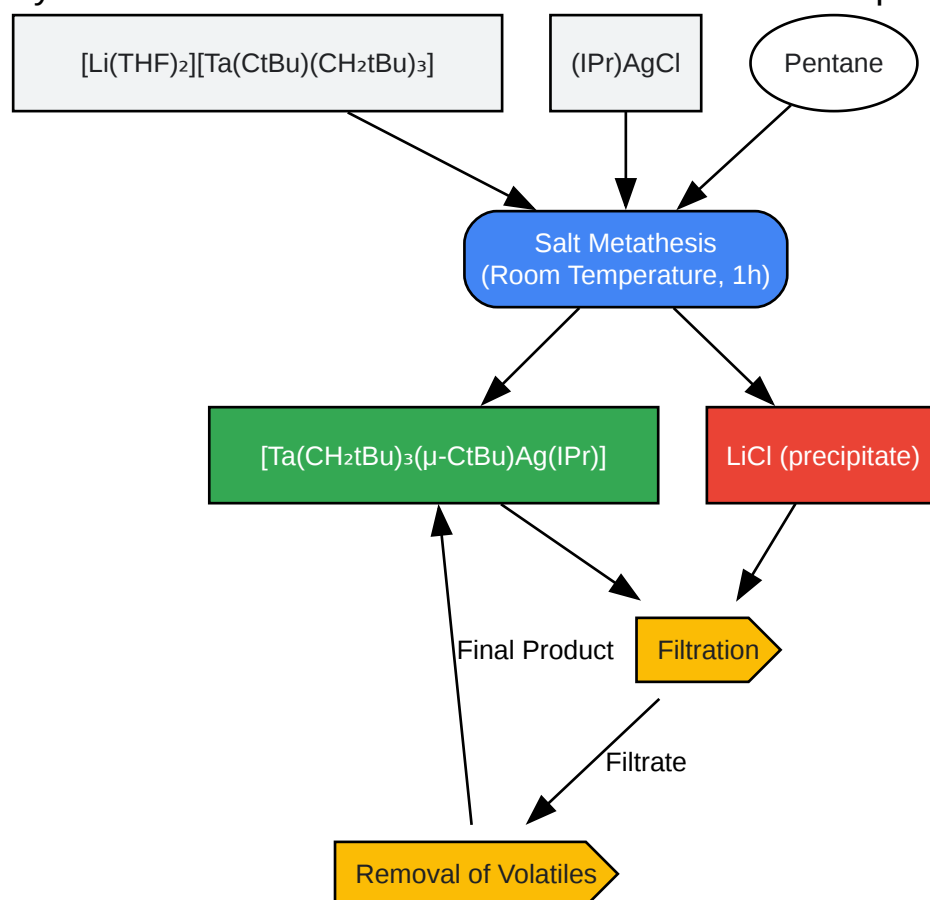 [Li(THF)₂][Ta(CtBu)(CH₂tBu)₃]
(IPr)AgCl
Pentane
Salt Metathesis
(Room Temperature, 1h)
[Ta(CH₂tBu)₃(μ-CtBu)Ag(IPr)]
LiCl (precipitate)
Final Product
Filtration
Filtrate
Removal of Volatiles